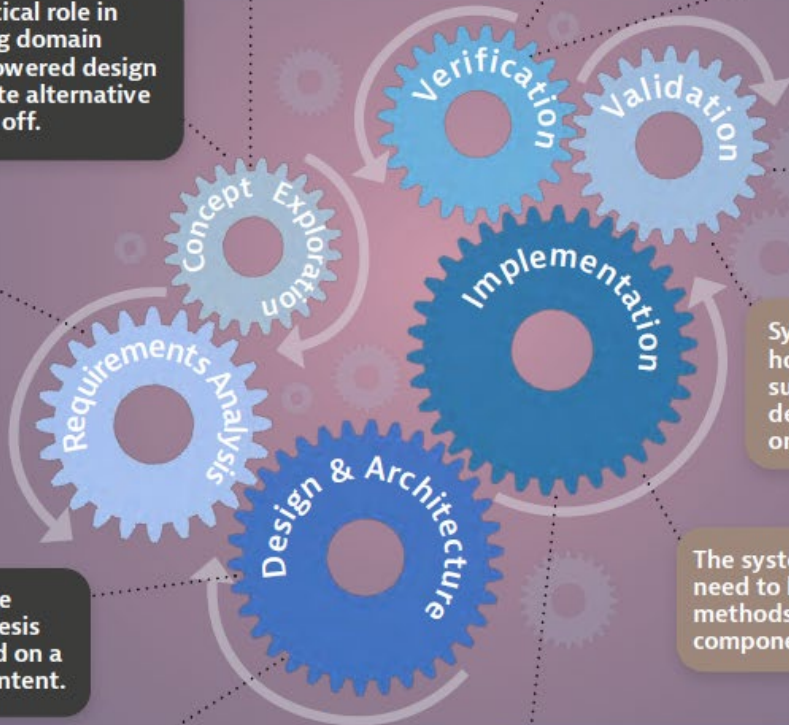 tical role in
g domain
owered design
te alternative
off.
Verification
Validation
Concept Exploration
Implementation
Requirements Analysis
Design & Architecture
Sy
ho
su
de
or
The syste
need to
methods
compone
e
esis
d on a
ntent.